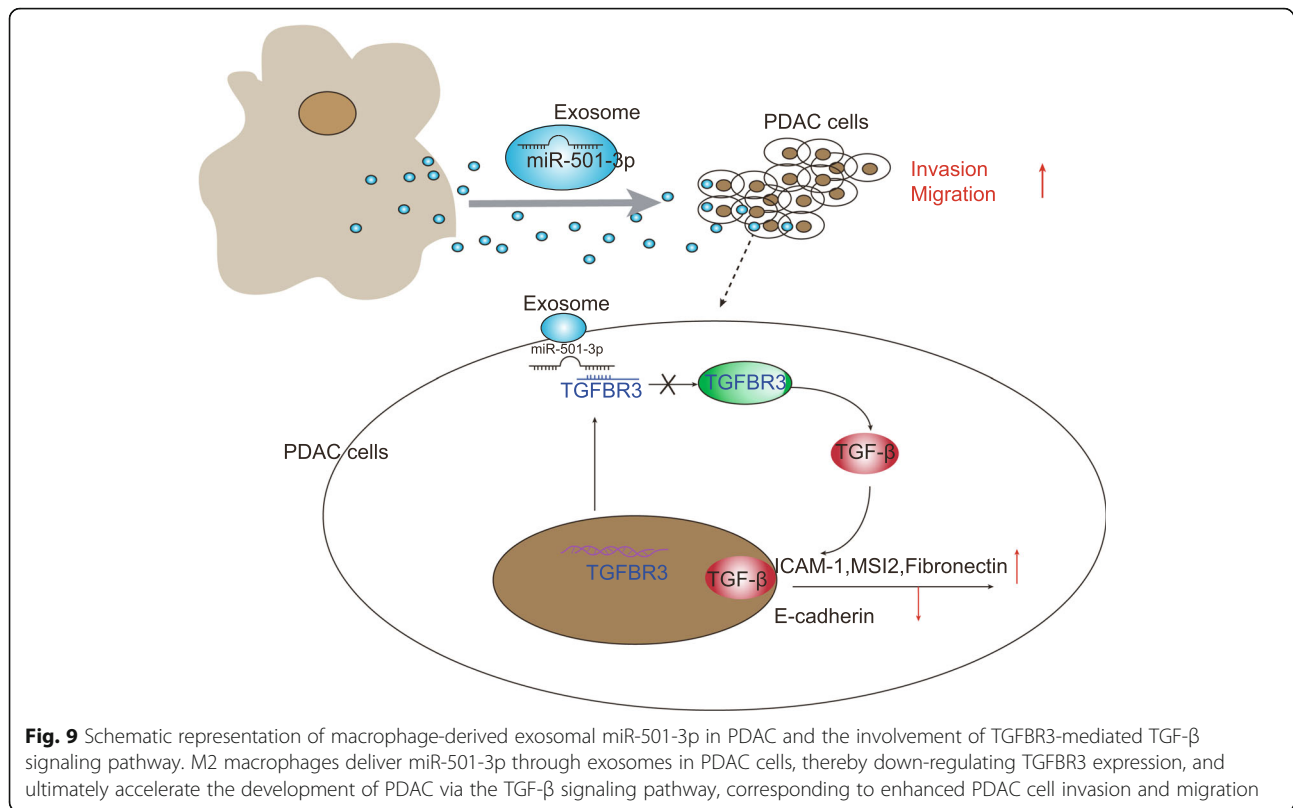 Exosome
miR-501-3p
PDAC cells
Invasion
Migration
Exosome
miR-501-3p
TGFBR3
TGFBR3
PDAC cells
TGF-β
TGFBR3
TGF-β
ICAM-1,MSI2,Fibronectin
E-cadherin
Fig. 9 Schematic representation of macrophage-derived exosomal miR-501-3p in PDAC and the involvement of TGFBR3-mediated TGF-β
signaling pathway. M2 macrophages deliver miR-501-3p through exosomes in PDAC cells, thereby down-regulating TGFBR3 expression, and
ultimately accelerate the development of PDAC via the TGF-β signaling pathway, corresponding to enhanced PDAC cell invasion and migration